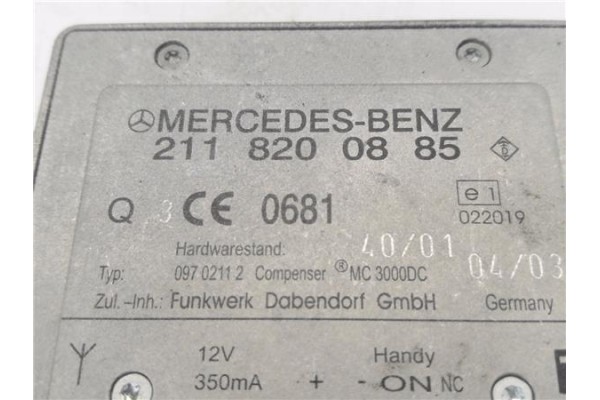 MERCEDES-BENZ
211 820 08 85
Q 3 CE 0681 e1
022019
Hardwarestand: 40/01 04/03
Typ: 097 0211 2 Compenser ® MC 3000DC
Zul.-Inh.: Funkwerk Dabendorf GmbH Germany
12V Handy
350mA + - ON NC